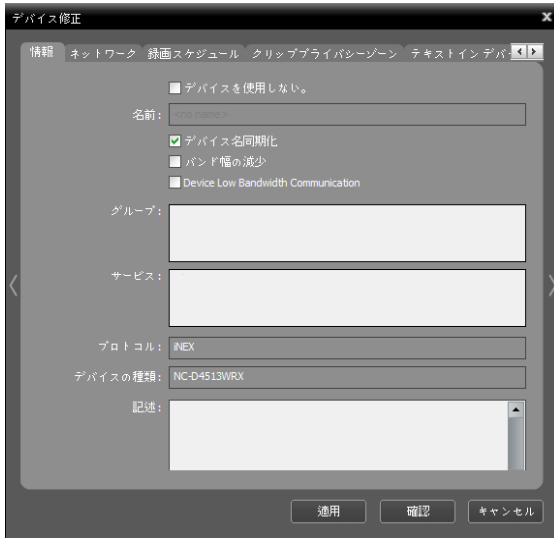 デバイス修正
情報 ネットワーク 録画スケジュール クリッププライバシーゾーン テキストイン デバ
デバイスを使用しない。
名前: <no name>
デバイス名同期化
バンド幅の減少
Device Low Bandwidth Communication
グループ:
サービス:
プロトコル: iNEX
デバイスの種類: NC-D4513WRX
記述:
適用 確認 キャンセル